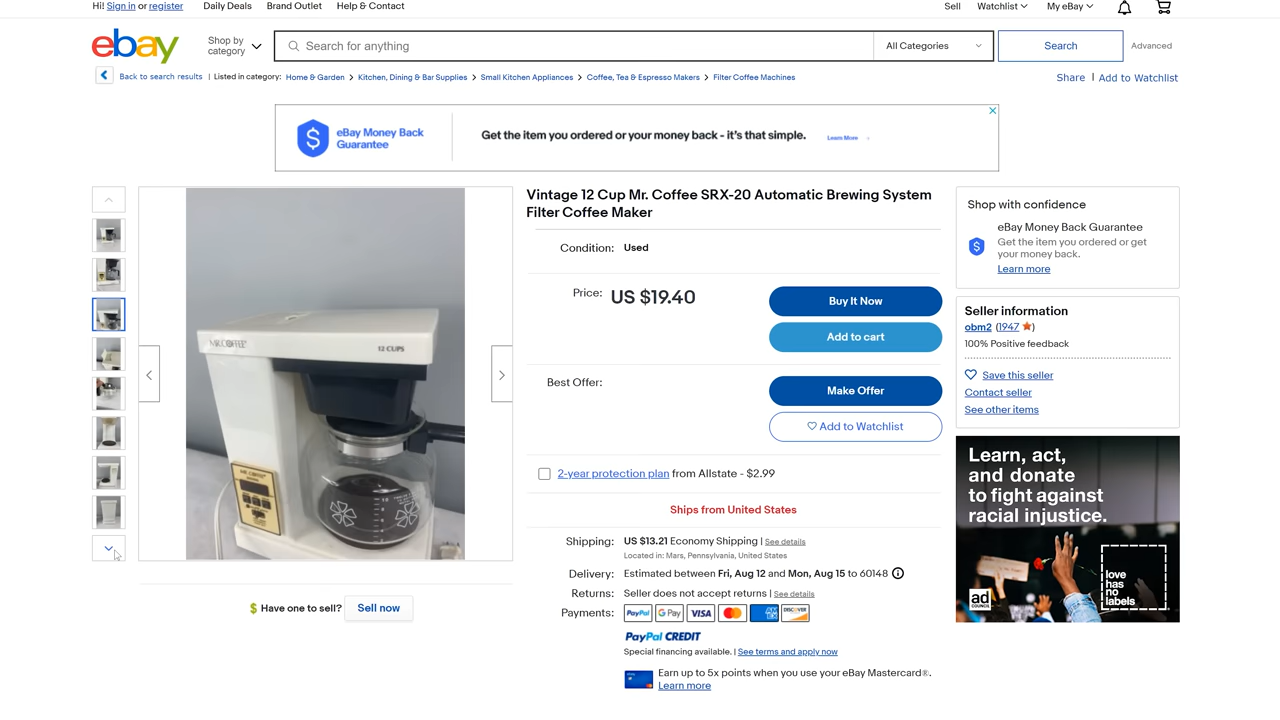 Hi! Sign in or register
Daily Deals
Brand Outlet
Help & Contact
Sell
Watchlist
My eBay
ebay
Shop by
category
Search for anything
All Categories
Search
Advanced
Back to search results | Listed in category: Home & Garden > Kitchen, Dining & Bar Supplies > Small Kitchen Appliances > Coffee, Tea & Espresso Makers > Filter Coffee Machines
Share | Add to Watchlist
eBay Money Back
Guarantee
Get the item you ordered or your money back - it's that simple.
Learn More
Vintage 12 Cup Mr. Coffee SRX-20 Automatic Brewing System
Filter Coffee Maker
Condition: Used
Price: US $19.40
Buy It Now
Add to cart
Best Offer:
Make Offer
Add to Watchlist
2-year protection plan from Allstate - $2.99
Ships from United States
Shipping: US $13.21 Economy Shipping | See details
Located in: Mars, Pennsylvania, United States
Delivery: Estimated between Fri, Aug 12 and Mon, Aug 15 to 60148
Returns: Seller does not accept returns | See details
Payments: PayPal G Pay VISA DISCOVER
PayPal CREDIT
Special financing available. | See terms and apply now
Earn up to 5x points when you use your eBay Mastercard®.
Learn more
MR. COFFEE
12 CUPS
MR. COFFEE
Have one to sell? Sell now
Shop with confidence
eBay Money Back Guarantee
Get the item you ordered or get
your money back.
Learn more
Seller information
obm2 (1947)
100% Positive feedback
Save this seller
Contact seller
See other items
Learn, act,
and donate
to fight against
racial injustice.
love
has
no
labels
ad
COUNCIL